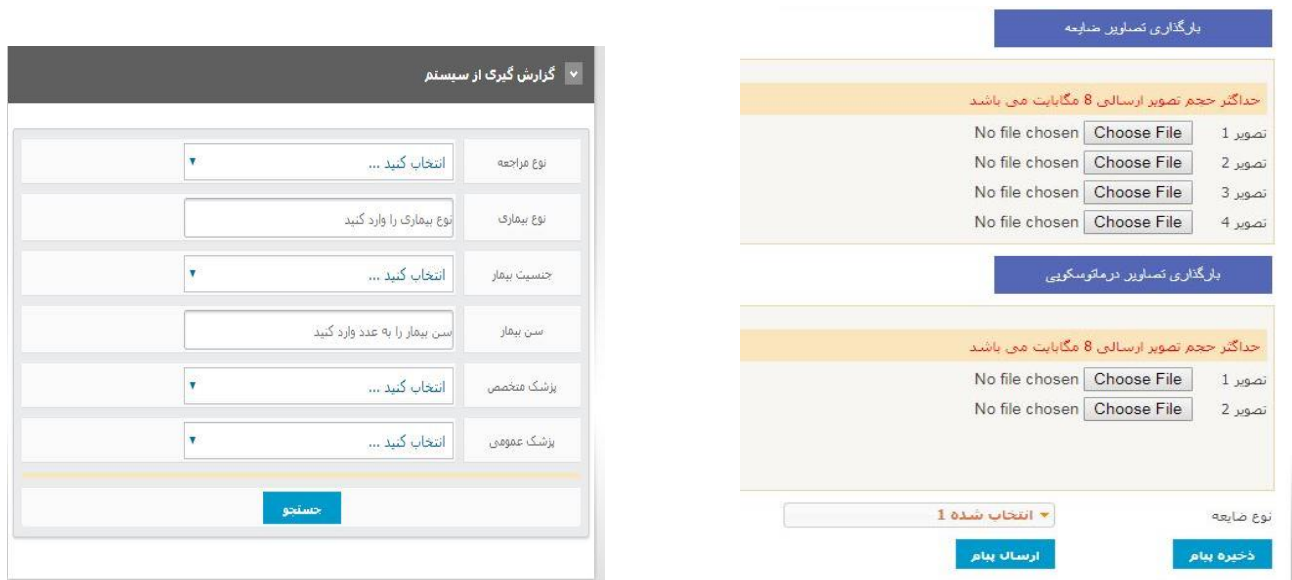 گزارش گیری از سیستم
نوع مراجعه انتخاب کنید ...
نوع بیماری نوع بیماری را وارد کنید
جنسیت بیمار انتخاب کنید ...
سن بیمار سن بیمار را به عدد وارد کنید
پزشک متخصص انتخاب کنید ...
پزشک عمومی انتخاب کنید ...
جستجو
بارگذاری تصاویر ضایعه
حداکثر حجم تصویر ارسالی 8 مگابایت می باشد
تصویر 1 Choose File No file chosen
تصویر 2 Choose File No file chosen
تصویر 3 Choose File No file chosen
تصویر 4 Choose File No file chosen
بارگذاری تصاویر درماتوسکوپی
حداکثر حجم تصویر ارسالی 8 مگابایت می باشد
تصویر 1 Choose File No file chosen
تصویر 2 Choose File No file chosen
نوع ضایعه انتخاب شده 1
ذخیره پیام ارسال پیام